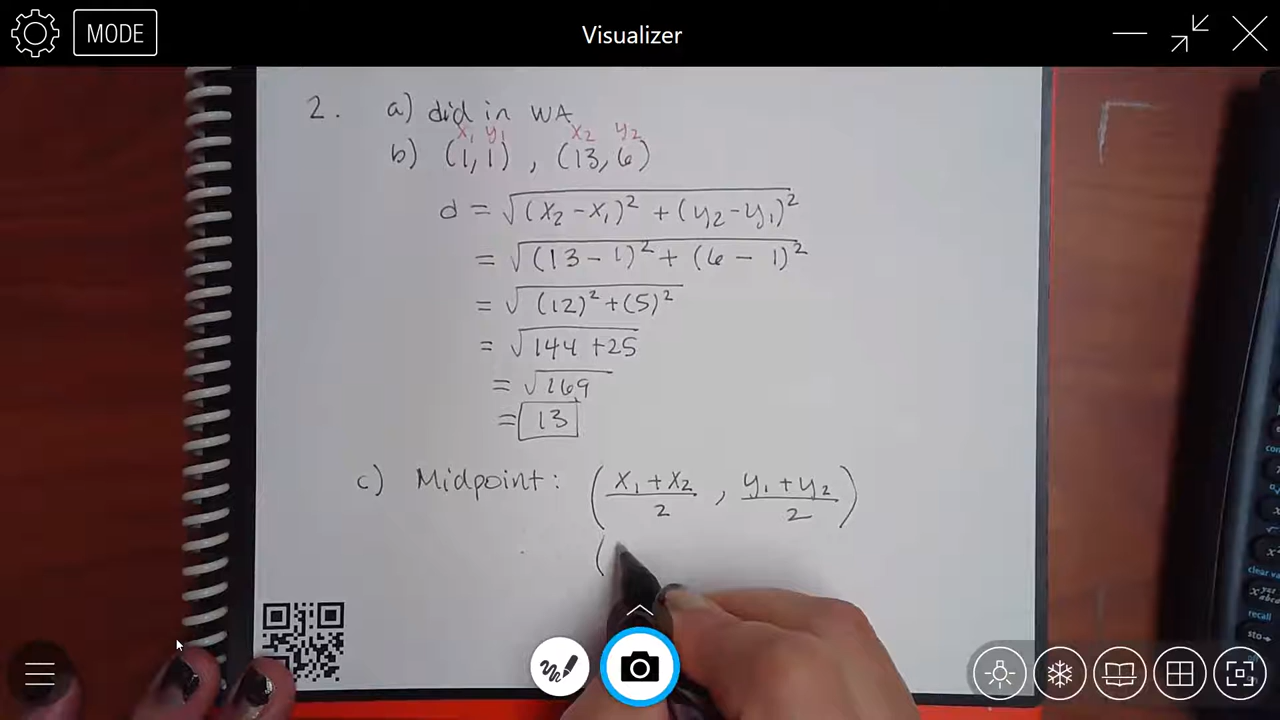 MODE
Visualizer
2. a) did in WA
x₁ y₁ x₂ y₂
b) (1, 1) , (13, 6)
d = √(x₂ - x₁)² + (y₂ - y₁)²
= √(13 - 1)² + (6 - 1)²
= √(12)² + (5)²
= √144 + 25
= √169
= 13
c) Midpoint: (x₁ + x₂ / 2 , y₁ + y₂ / 2)
(